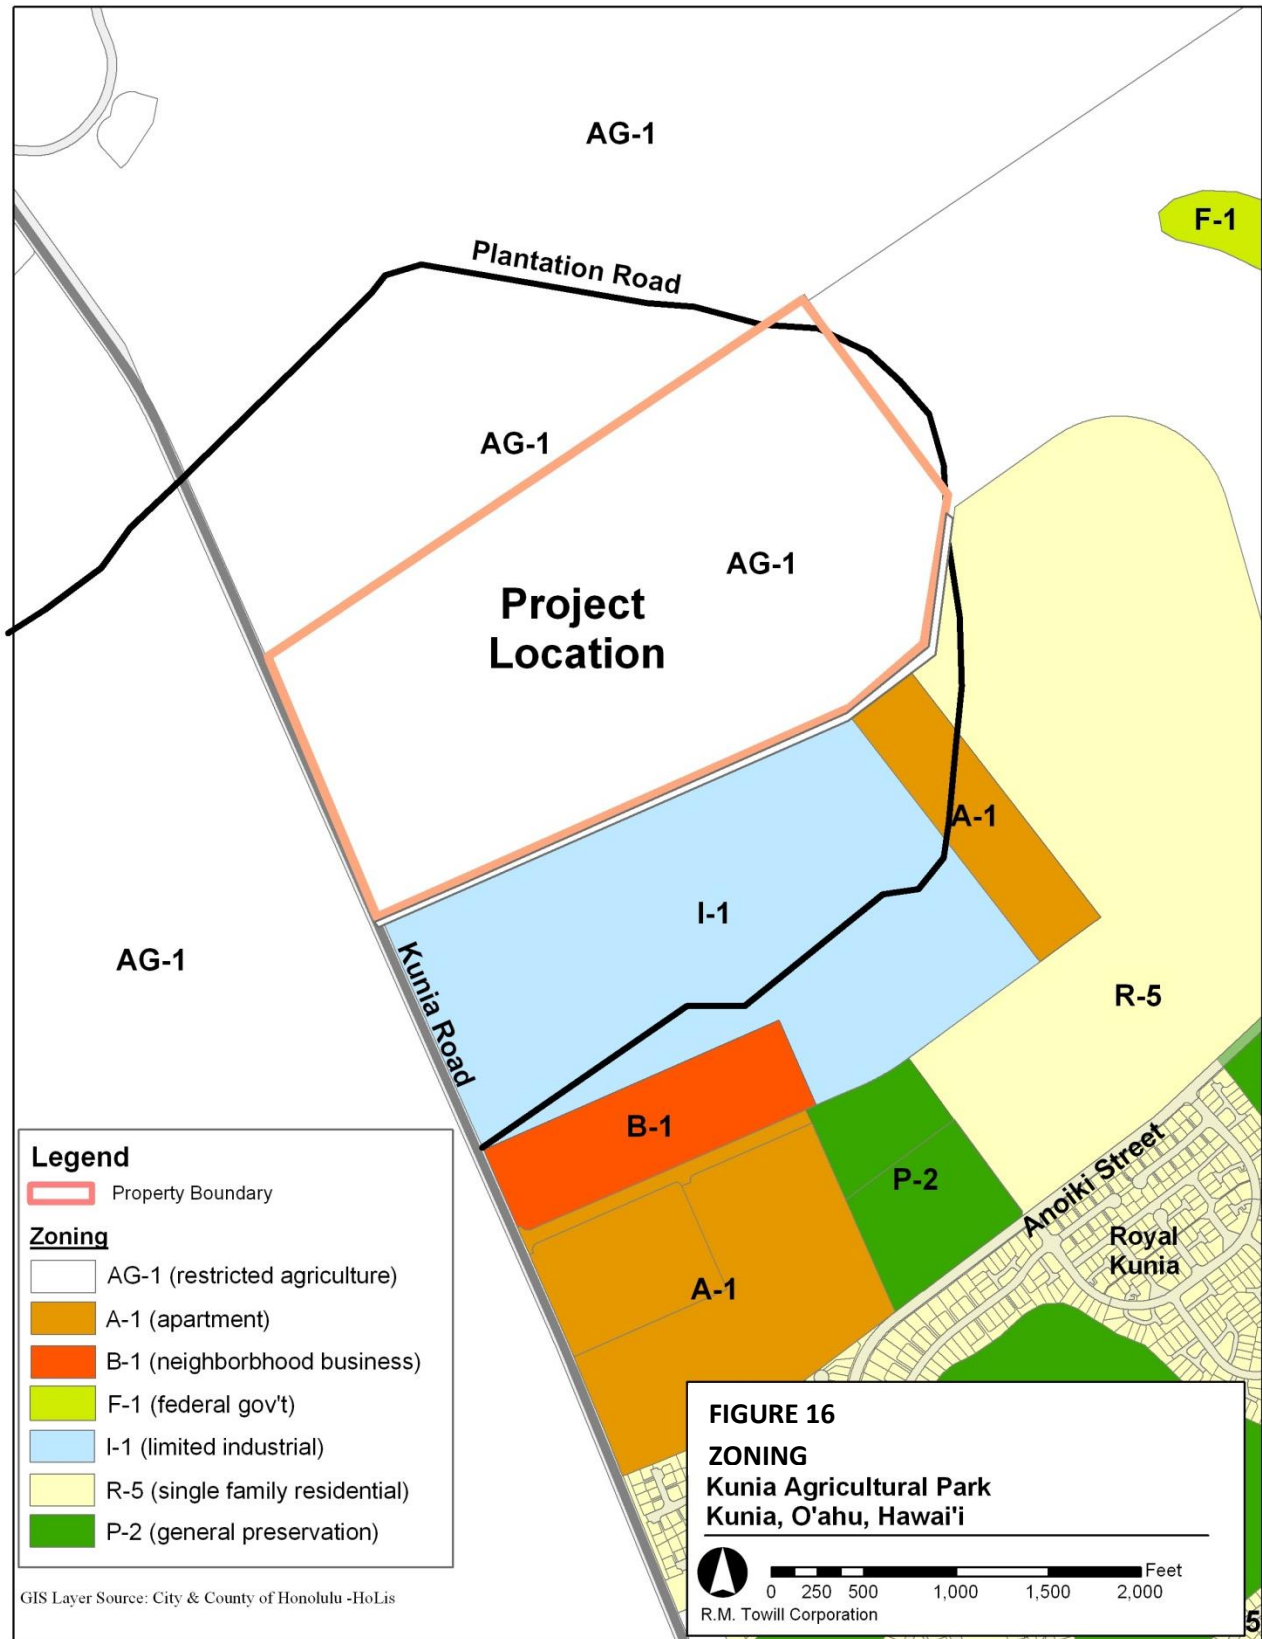 AG-1
F-1
Plantation Road
AG-1
AG-1
Project
Location
A-1
I-1
AG-1
Kunia Road
R-5
B-1
P-2
Anoiki Street
Royal
Kunia
A-1
Legend
Property Boundary
Zoning
AG-1 (restricted agriculture)
A-1 (apartment)
B-1 (neighborbhood business)
F-1 (federal gov't)
I-1 (limited industrial)
R-5 (single family residential)
P-2 (general preservation)
GIS Layer Source: City & County of Honolulu -HoLis
FIGURE 16
ZONING
Kunia Agricultural Park
Kunia, O'ahu, Hawai'i
Feet
0 250 500 1,000 1,500 2,000
R.M. Towill Corporation
5